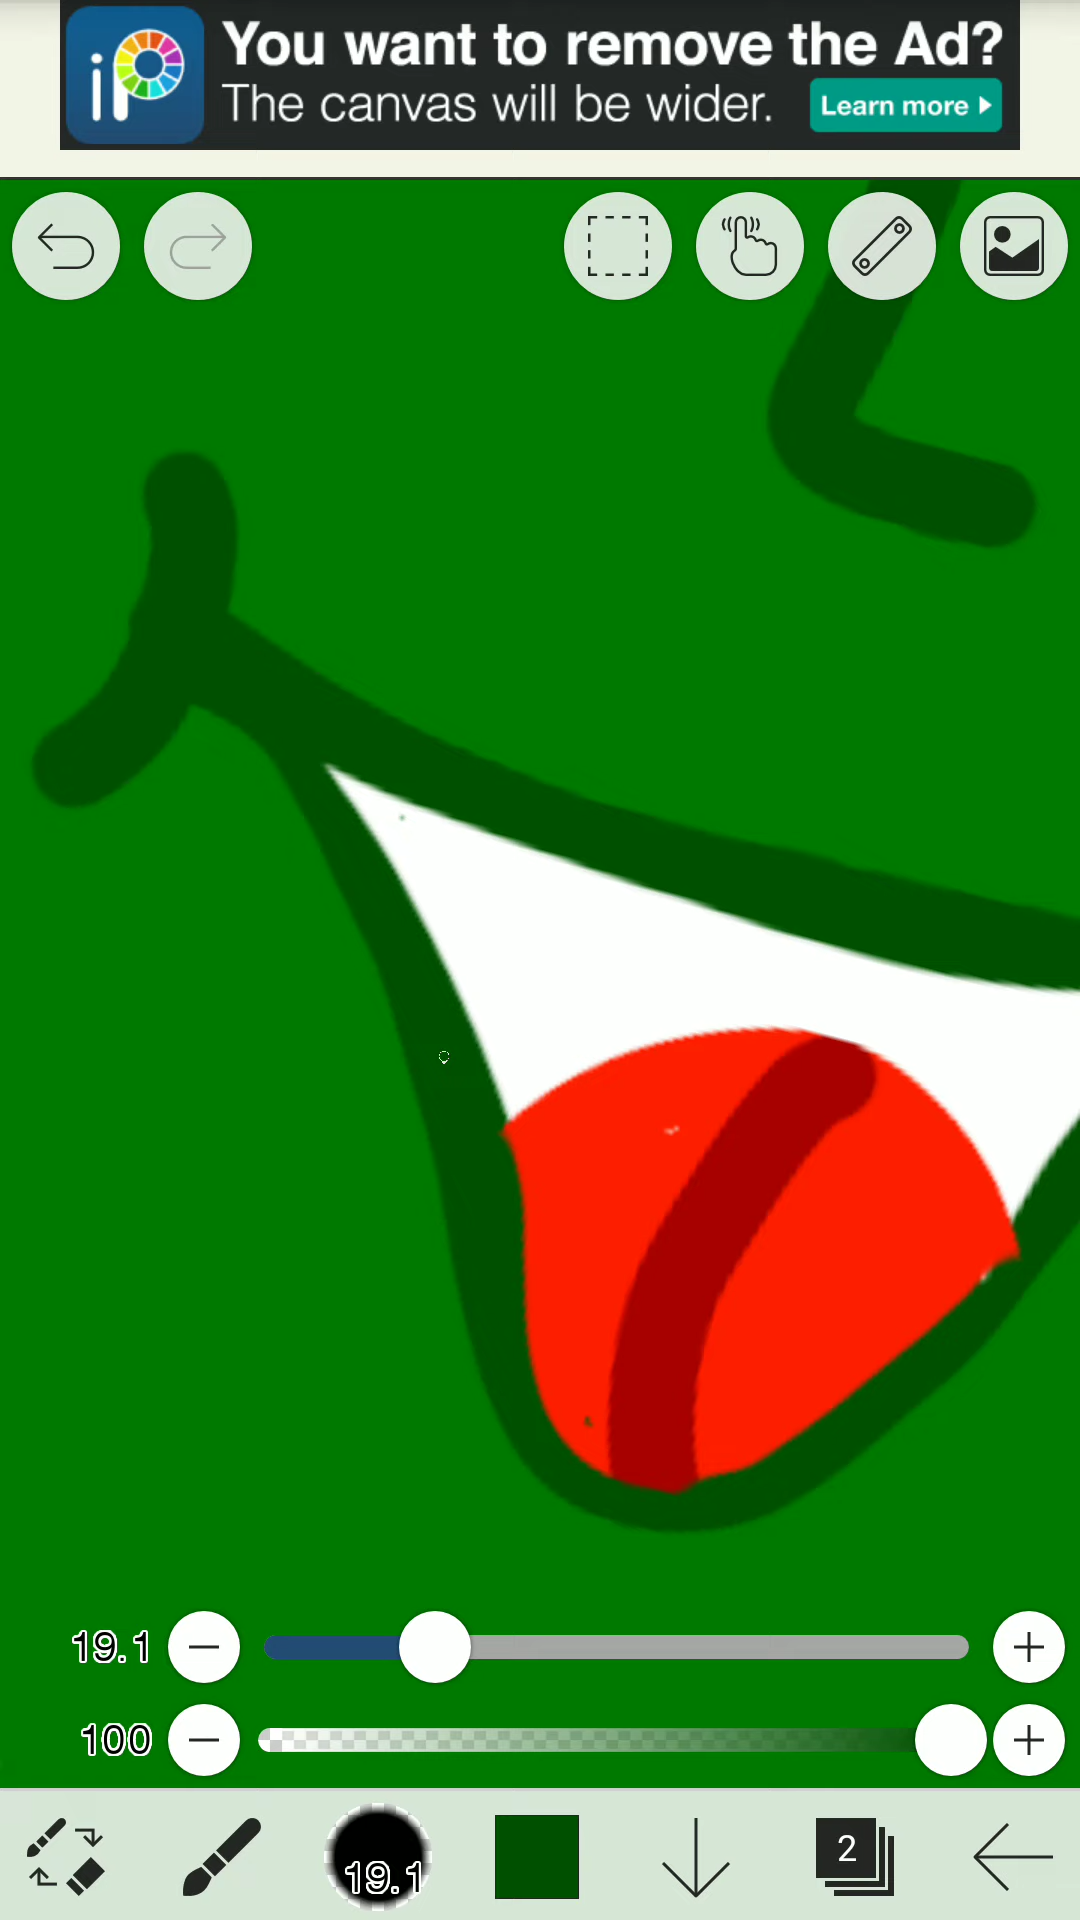 iP
You want to remove the Ad?
The canvas will be wider.
Learn more
19.1
100
19.1
2